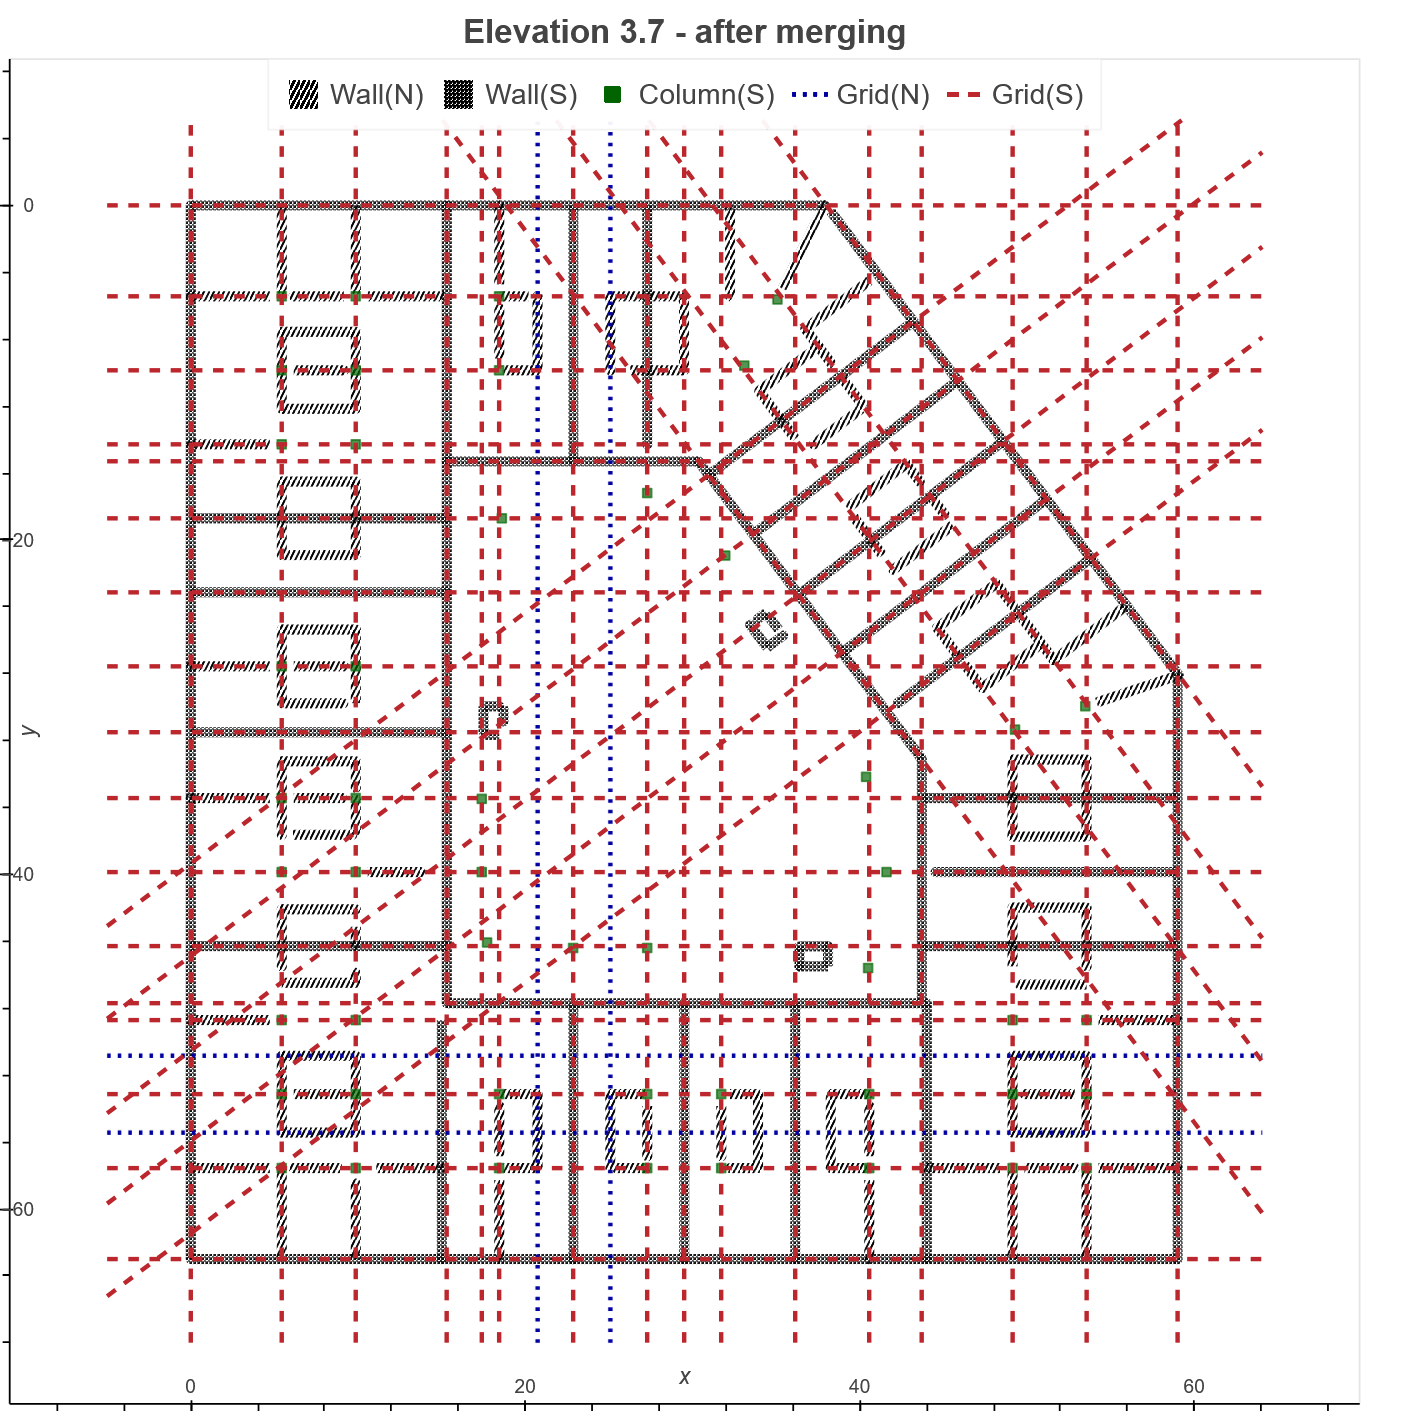 Elevation 3.7 - after merging
Wall(N) Wall(S) Column(S) Grid(N) Grid(S)
0
20
40
60
y
x
0 20 40 60